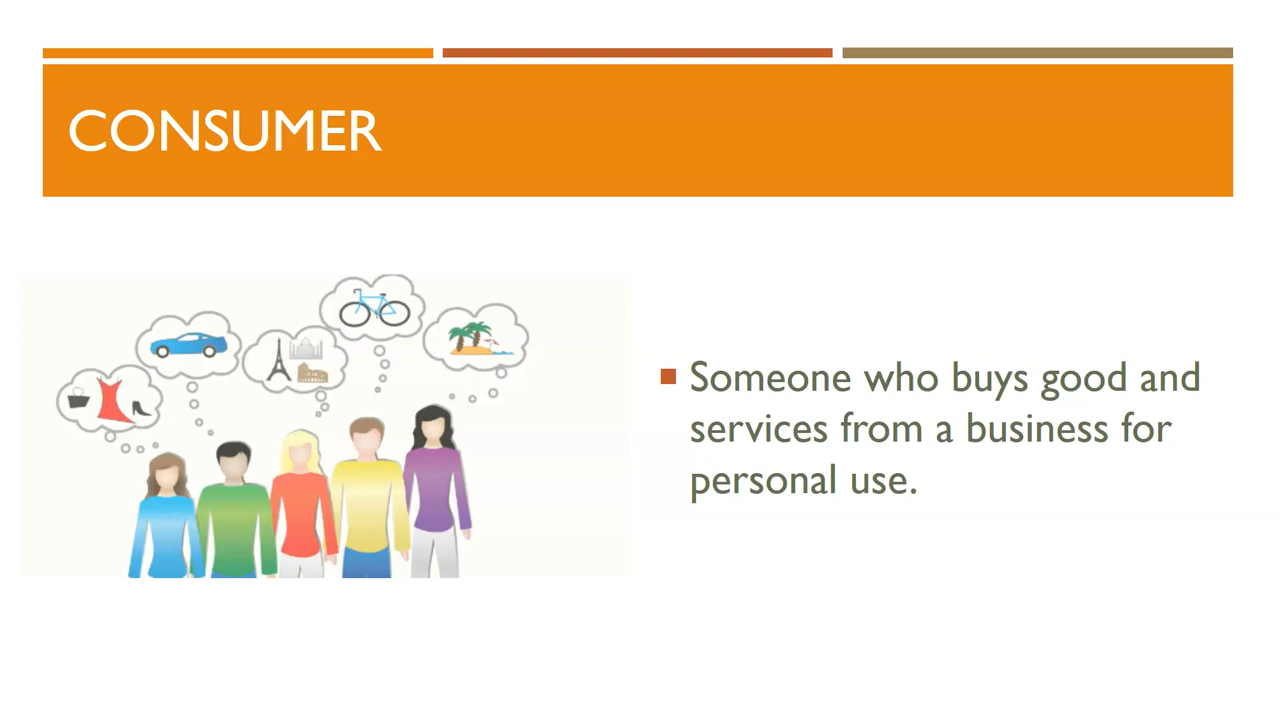 CONSUMER
Someone who buys good and
services from a business for
personal use.